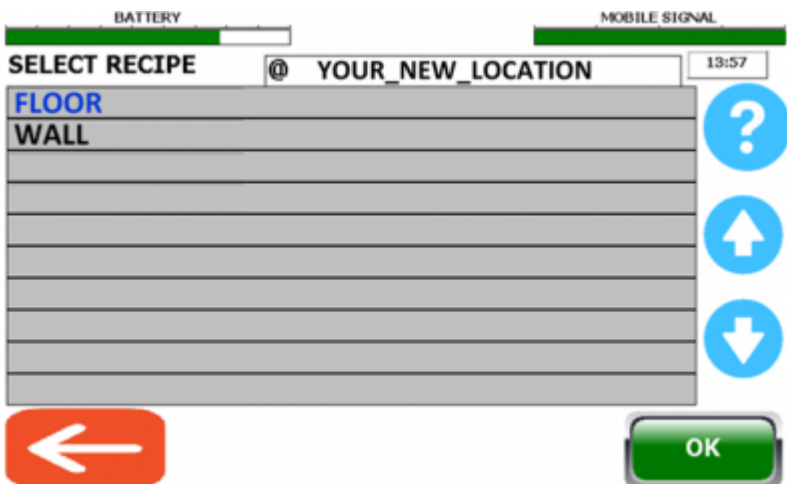 BATTERY
MOBILE SIGNAL
SELECT RECIPE
@ YOUR_NEW_LOCATION
13:57
FLOOR
WALL
?
OK